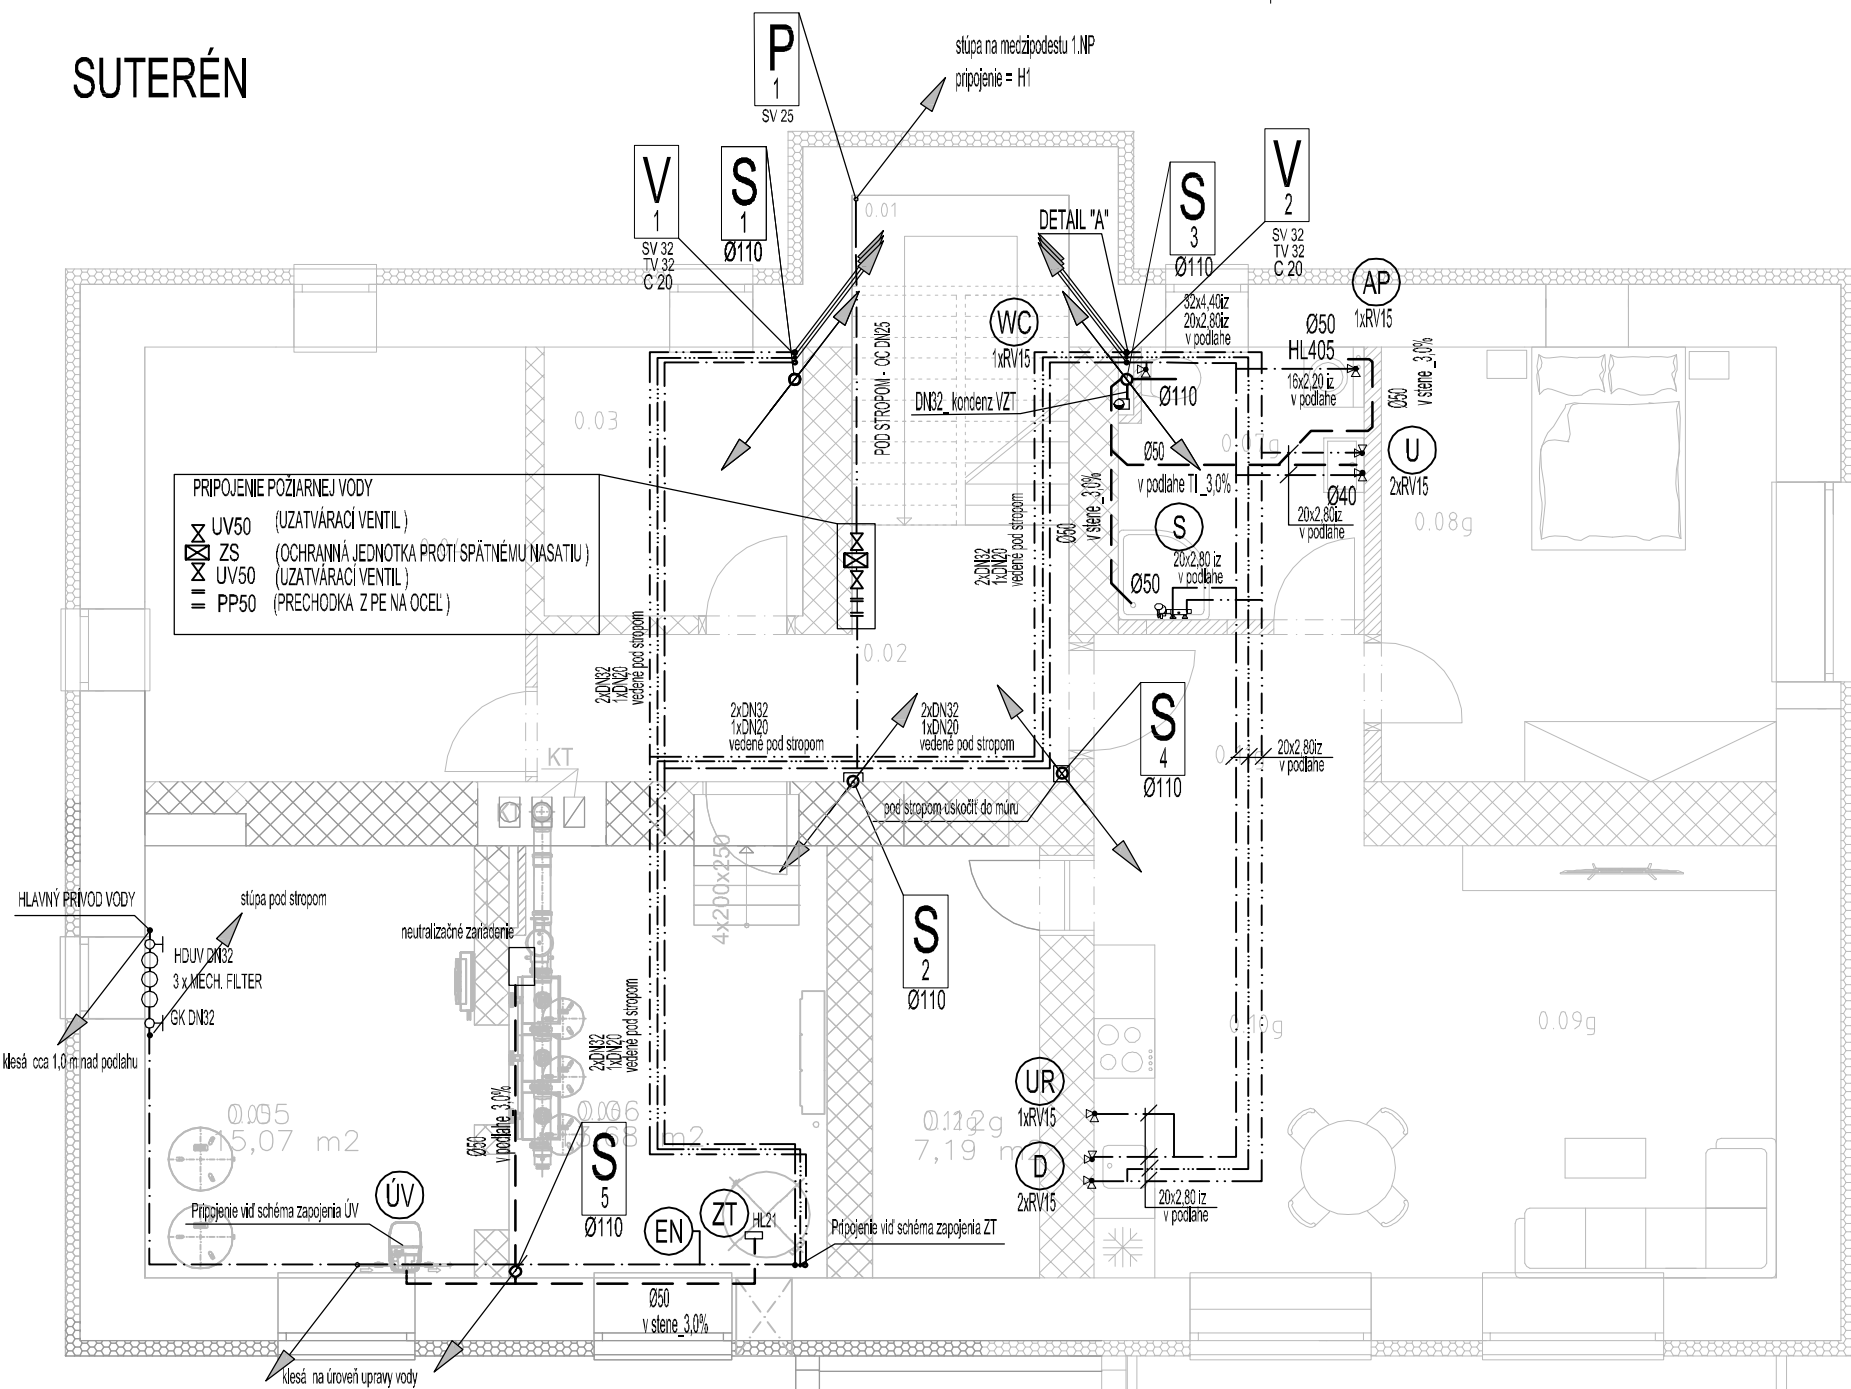 SUTERÉN
P
1
SV 25
stúpa na medzipodestu 1.NP
pripojenie = H1
V
1
SV 32
TV 32
C 20
S
1
Ø110
0.01
DETAIL "A"
S
3
Ø110
V
2
SV 32
TV 32
C 20
32x4,40iz
20x2,80iz
v podlahe
AP
1xRV15
WC
1xRV15
Ø50
HL405
16x2,20 iz
v podlahe
Ø50
v stene_3,0%
POD STROPOM - OC DN25
DN32_kondenz VZT
Ø110
0.03
Ø50
v podlahe TI_3,0%
U
2xRV15
Ø40
20x2,80iz
v podlahe
0.08g
PRIPOJENIE POŽIARNEJ VODY
UV50 (UZATVÁRACÍ VENTIL )
ZS (OCHRANNÁ JEDNOTKA PROTI SPÄTNÉMU NASATIU )
UV50 (UZATVÁRACÍ VENTIL )
PP50 (PRECHODKA Z PE NA OCEĽ )
2xDN32
1xDN20
vedené pod stropom
Ø50
v stene_3,0%
S
20x2,80 iz
v podlahe
Ø50
0.02
2xDN32
1xDN20
vedené pod stropom
2xDN32
1xDN20
vedené pod stropom
2xDN32
1xDN20
vedené pod stropom
S
4
Ø110
20x2,80iz
v podlahe
KT
pod stropom uskočiť do múru
4x200x250
HLAVNÝ PRÍVOD VODY
stúpa pod stropom
neutralizačné zariadenie
S
2
Ø110
HDUV DN32
3 x MECH. FILTER
GK DN32
klesá cca 1,0 m nad podlahu
2xDN32
1xDN20
vedené pod stropom
0.10g
0.09g
UR
1xRV15
15,07 m2
7,19 m2
Ø50
v podlahe_3,0%
S
5
Ø110
D
2xRV15
20x2,80 iz
v podlahe
ÚV
Pripojenie viď schéma zapojenia ÚV
EN
ZT
HL21
Pripojenie viď schéma zapojenia ZT
Ø50
v stene_3,0%
klesá na úroveň upravy vody